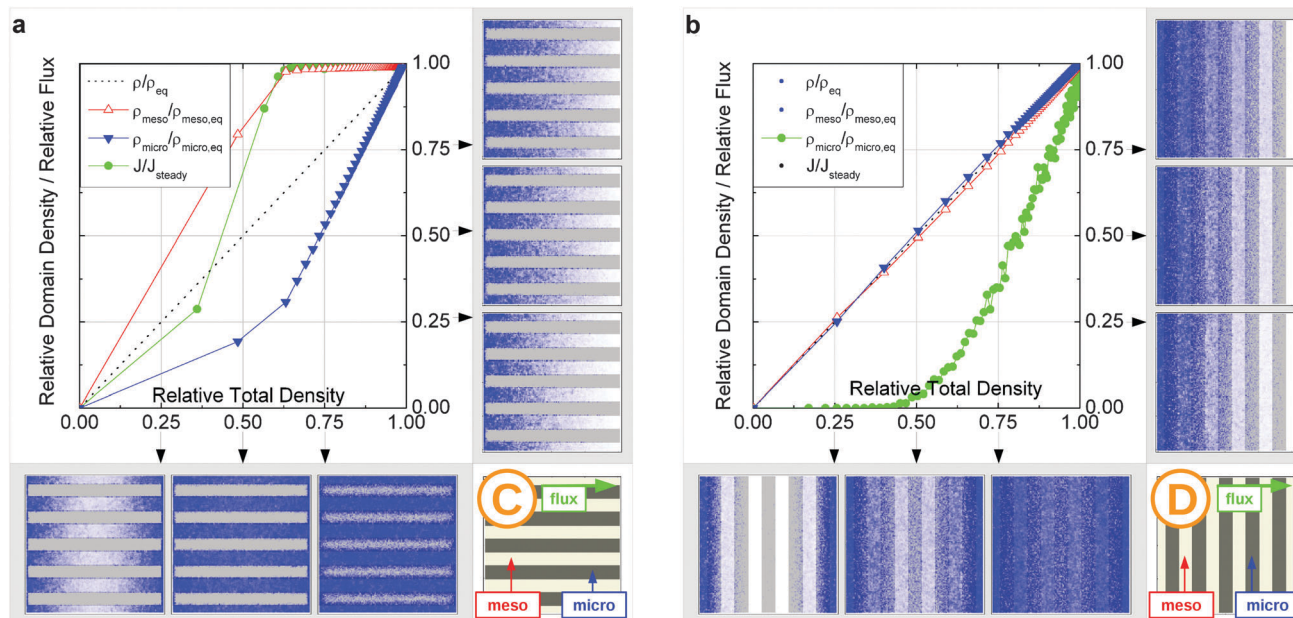 a
Relative Domain Density / Relative Flux
ρ/ρeq
ρmeso/ρmeso,eq
ρmicro/ρmicro,eq
J/Jsteady
1.00
0.75
0.50
0.25
0.00
Relative Total Density
0.00 0.25 0.50 0.75 1.00
C
flux
meso
micro
b
Relative Domain Density / Relative Flux
ρ/ρeq
ρmeso/ρmeso,eq
ρmicro/ρmicro,eq
J/Jsteady
1.00
0.75
0.50
0.25
0.00
Relative Total Density
0.00 0.25 0.50 0.75 1.00
D
flux
meso
micro